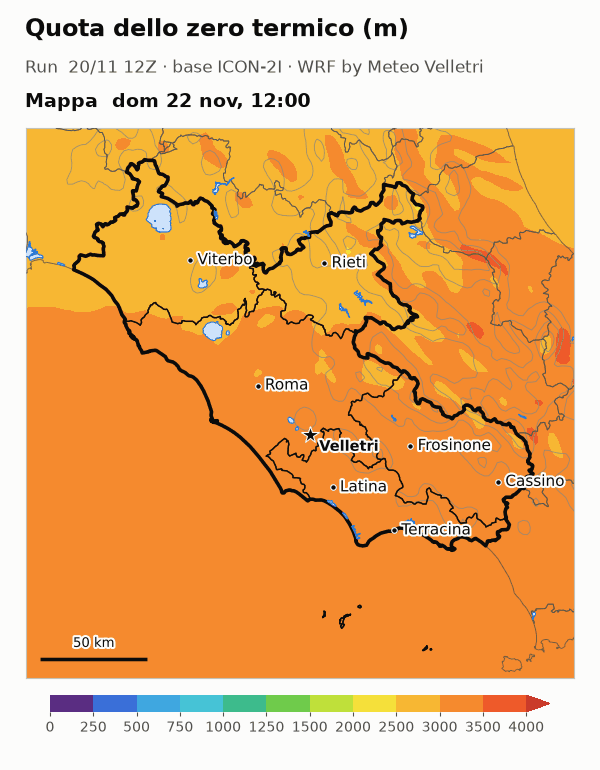 Quota dello zero termico (m)
Run  20/11 12Z · base ICON-2I · WRF by Meteo Velletri
Mappa  dom 22 nov, 12:00
Viterbo
Rieti
Roma
Velletri
Frosinone
Cassino
Latina
Terracina
50 km
0 250 500 750 1000 1250 1500 2000 2500 3000 3500 4000